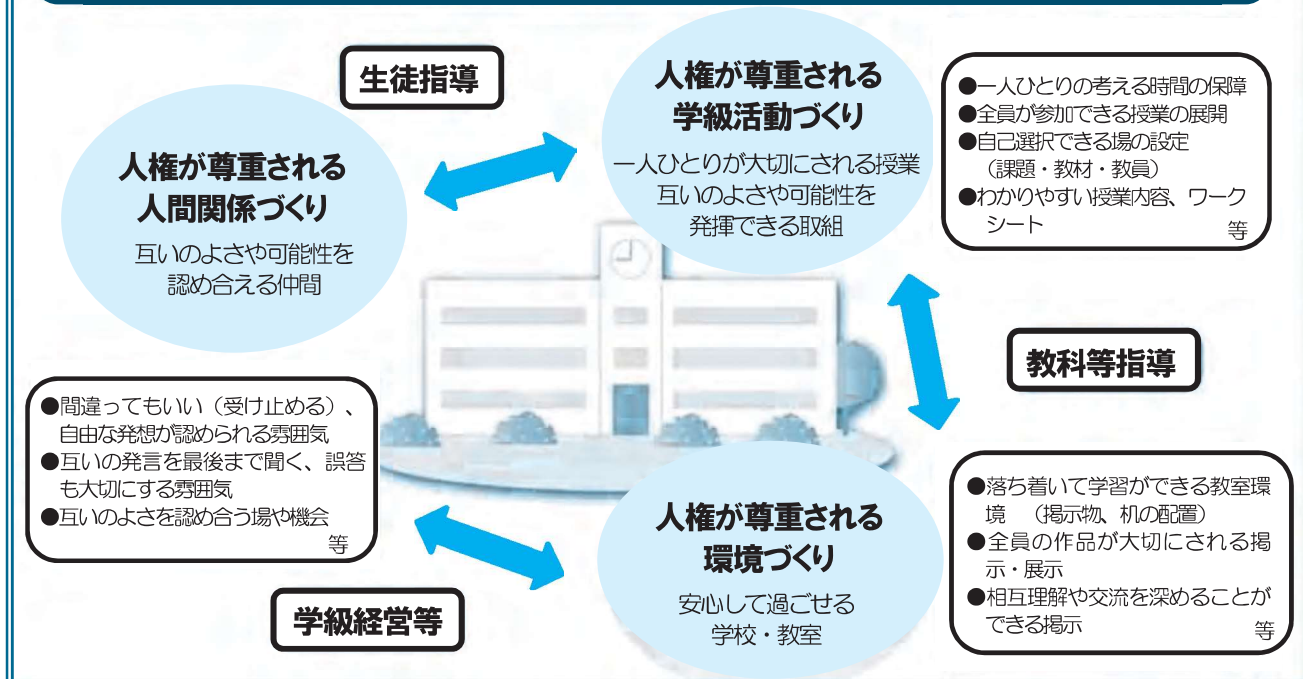 生徒指導
人権が尊重される
人間関係づくり
互いのよさや可能性を
認め合える仲間
人権が尊重される
学級活動づくり
一人ひとりが大切にされる授業
互いのよさや可能性を
発揮できる取組
●一人ひとりの考える時間の保障
●全員が参加できる授業の展開
●自己選択できる場の設定
（課題・教材・教員）
●わかりやすい授業内容、ワーク
シート 等
教科等指導
●間違ってもいい（受け止める）、
自由な発想が認められる雰囲気
●互いの発言を最後まで聞く、誤答
も大切にする雰囲気
●互いのよさを認め合う場や機会
等
学級経営等
人権が尊重される
環境づくり
安心して過ごせる
学校・教室
●落ち着いて学習ができる教室環
境 （掲示物、机の配置）
●全員の作品が大切にされる掲
示・展示
●相互理解や交流を深めることが
できる掲示 等